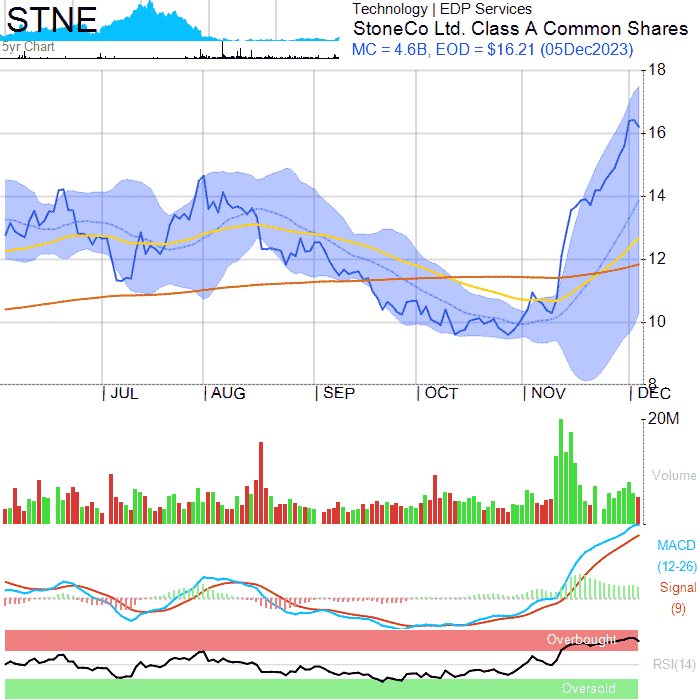 STNE
5yr Chart
Technology | EDP Services
StoneCo Ltd. Class A Common Shares
MC = 4.6B, EOD = $16.21 (05Dec2023)
18
16
14
12
10
8
JUL AUG SEP OCT NOV DEC
20M
Volume
MACD
(12-26)
Signal
(9)
Overbought
RSI(14)
Oversold